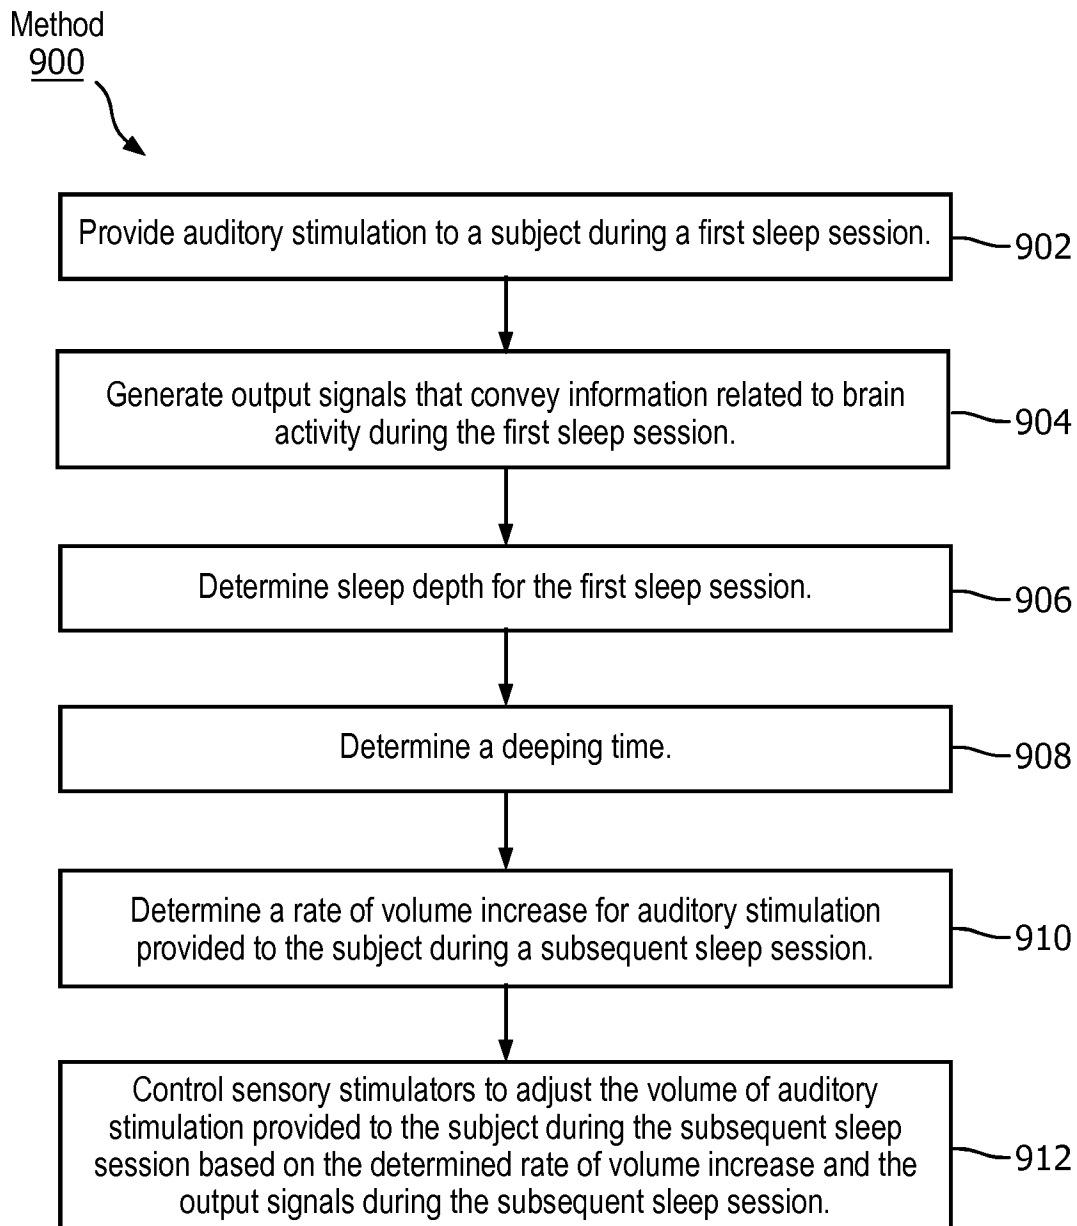 Method
900
Provide auditory stimulation to a subject during a first sleep session.
902
Generate output signals that convey information related to brain
activity during the first sleep session.
904
Determine sleep depth for the first sleep session.
906
Determine a deeping time.
908
Determine a rate of volume increase for auditory stimulation
provided to the subject during a subsequent sleep session.
910
Control sensory stimulators to adjust the volume of auditory
stimulation provided to the subject during the subsequent sleep
session based on the determined rate of volume increase and the
output signals during the subsequent sleep session.
912